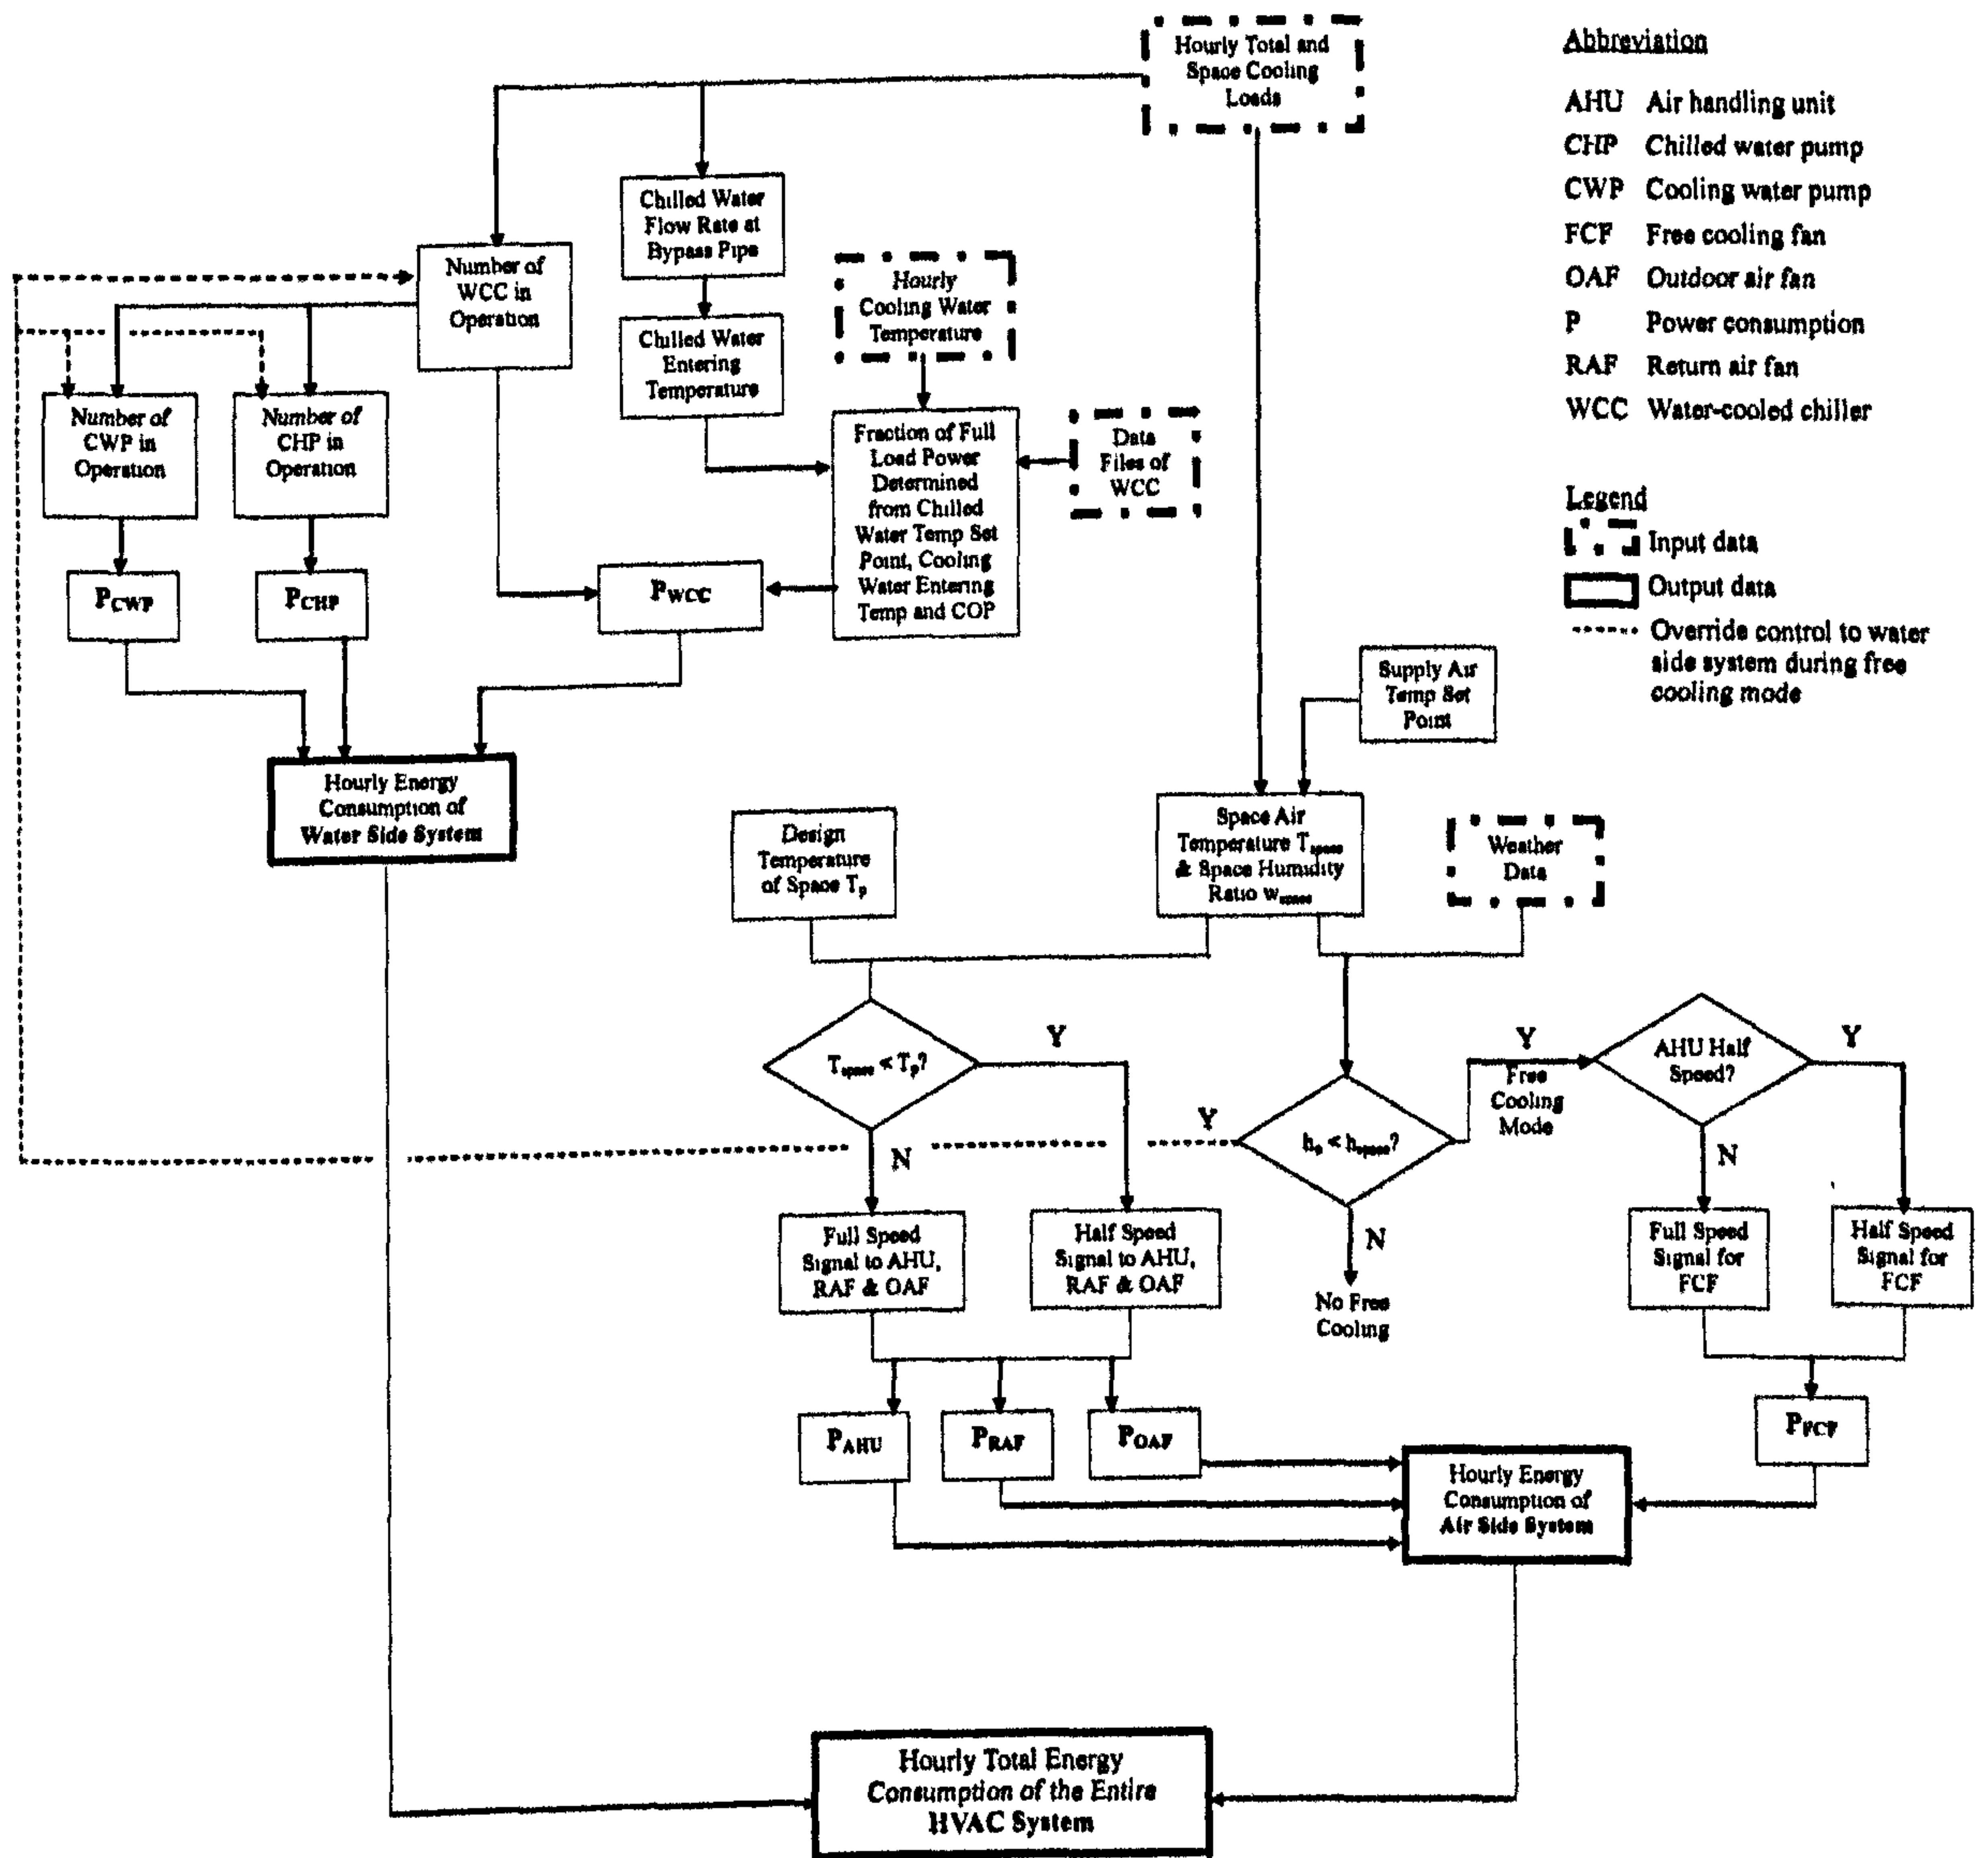 Hourly Total and
Space Cooling
Loads
Abbreviation
AHU Air handling unit
CHP Chilled water pump
CWP Cooling water pump
FCF Free cooling fan
OAF Outdoor air fan
P Power consumption
RAF Return air fan
WCC Water-cooled chiller
Legend
Input data
Output data
Override control to water
side system during free
cooling mode
Chilled Water
Flow Rate at
Bypass Pipe
Number of
WCC in
Operation
Hourly
Cooling Water
Temperature
Chilled Water
Entering
Temperature
Number of
CWP in
Operation
Number of
CHP in
Operation
Fraction of Full
Load Power
Determined
from Chilled
Water Temp Set
Point, Cooling
Water Entering
Temp and COP
Data
Files of
WCC
PCWP
PCHP
PWCC
Supply Air
Temp Set
Point
Hourly Energy
Consumption of
Water Side System
Design
Temperature
of Space Tp
Space Air
Temperature Tspace
& Space Humidity
Ratio wspace
Weather
Data
Tspace < Tp?
Y
N
Y
h < hspace?
N
Y
Free
Cooling
Mode
AHU Half
Speed?
Y
N
Full Speed
Signal to AHU,
RAF & OAF
Half Speed
Signal to AHU,
RAF & OAF
No Free
Cooling
Full Speed
Signal for
FCF
Half Speed
Signal for
FCF
PAHU
PRAF
POAF
PFCF
Hourly Energy
Consumption of
Air Side System
Hourly Total Energy
Consumption of the Entire
HVAC System